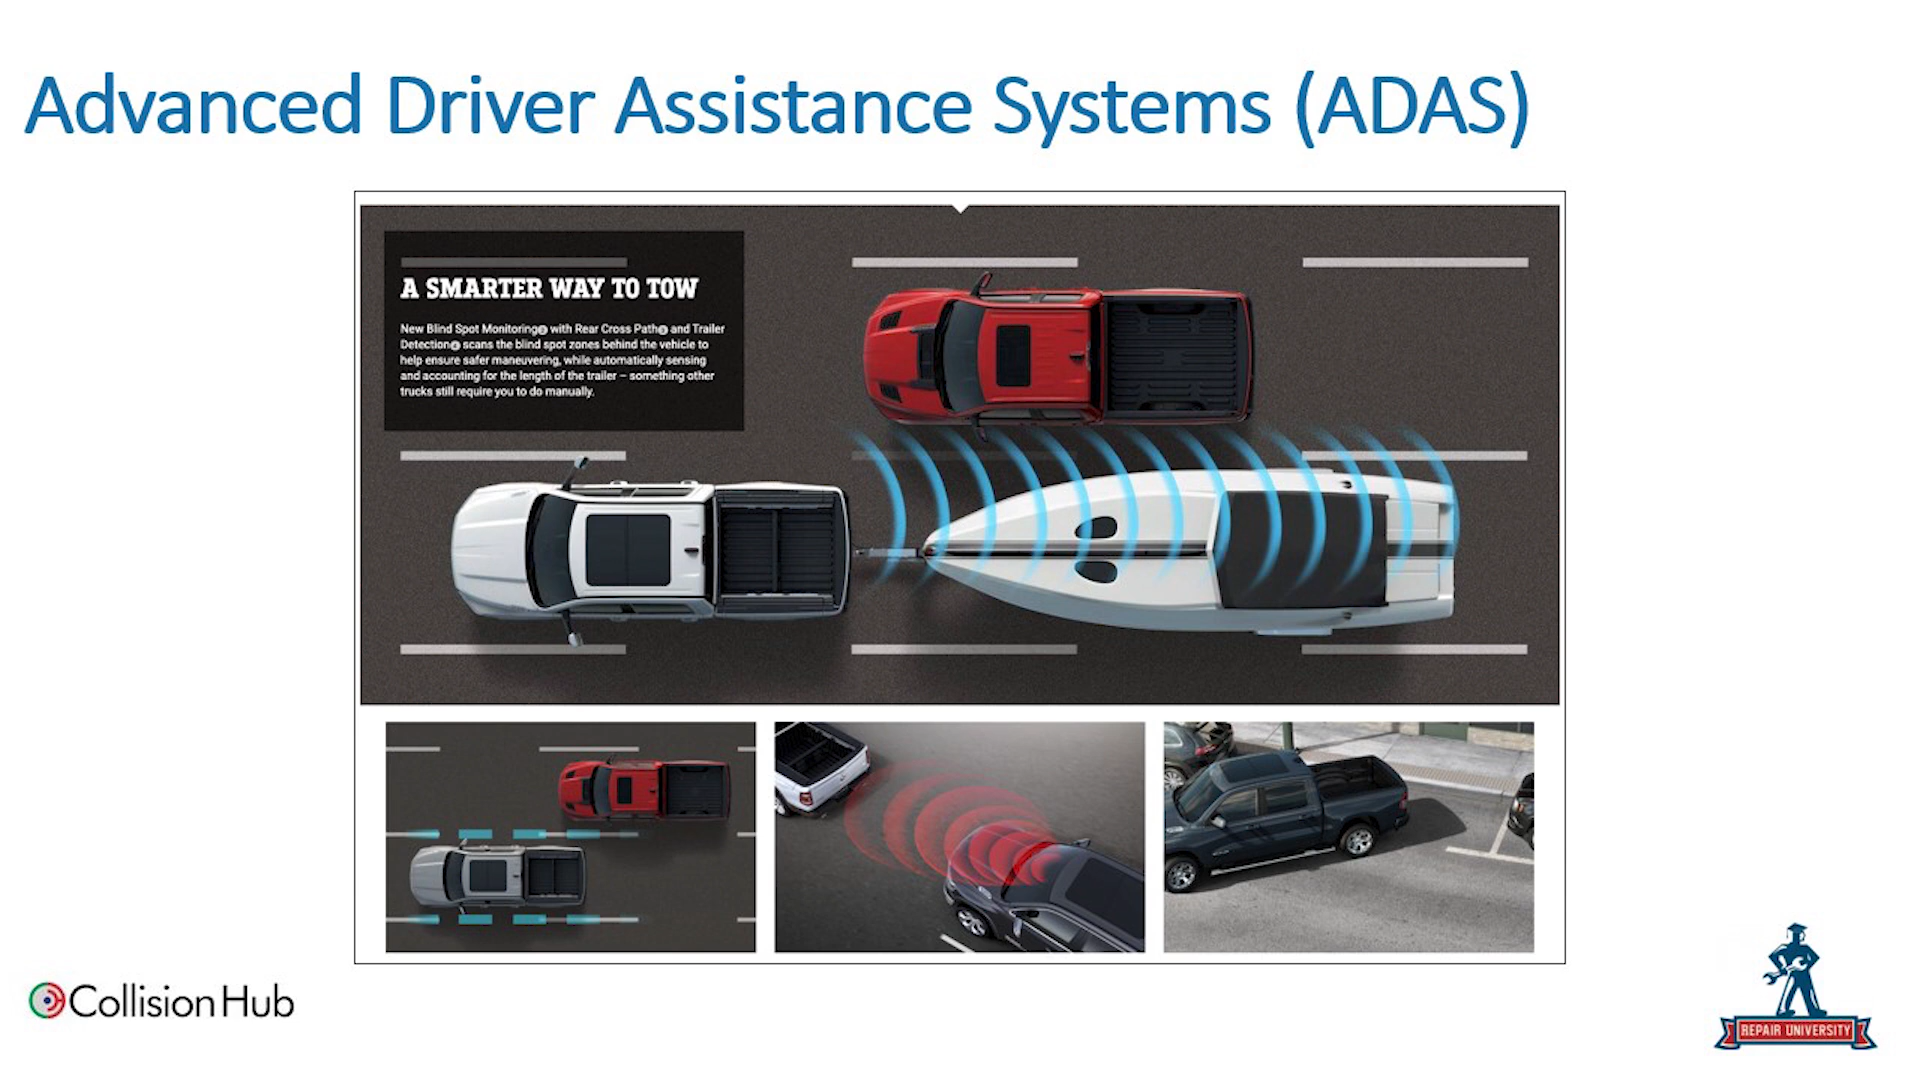 Advanced Driver Assistance Systems (ADAS)
A SMARTER WAY TO TOW
New Blind Spot Monitoring with Rear Cross Path and Trailer
Detection scans the blind spot zones behind the vehicle to
help ensure safer maneuvering, while automatically sensing
and accounting for the length of the trailer – something other
trucks still require you to do manually.
Collision Hub
REPAIR UNIVERSITY